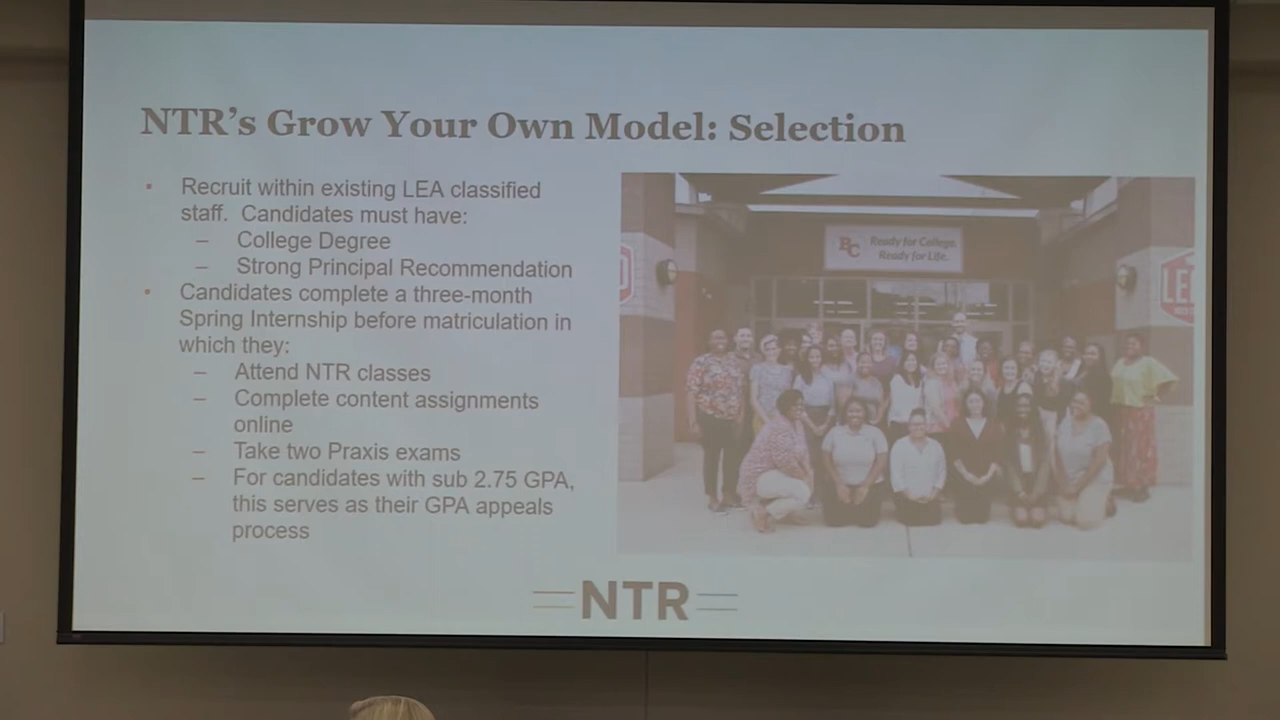 NTR's Grow Your Own Model: Selection
▪ Recruit within existing LEA classified
staff. Candidates must have:
– College Degree
– Strong Principal Recommendation
▪ Candidates complete a three-month
Spring Internship before matriculation in
which they:
– Attend NTR classes
– Complete content assignments
online
– Take two Praxis exams
– For candidates with sub 2.75 GPA,
this serves as their GPA appeals
process
BC
Ready for College.
Ready for Life.
NTR